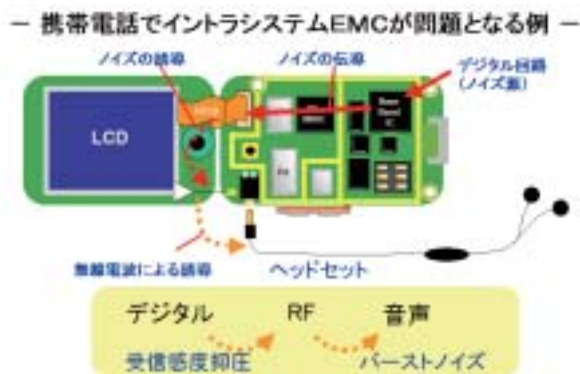 － 携帯電話でイントラシステムEMCが問題となる例 －
ノイズの誘導
ノイズの伝導
デジタル回路
(ノイズ源)
LCD
Base
Band
IC
PA
無線電波による誘導
ヘッドセット
デジタル RF 音声
受信感度抑圧 バーストノイズ